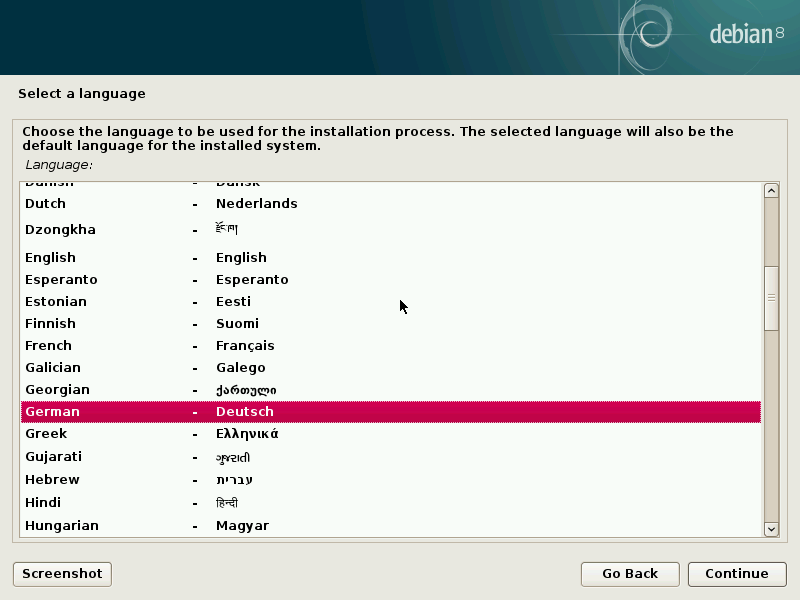 debian 8
Select a language
Choose the language to be used for the installation process. The selected language will also be the
default language for the installed system.
Language:
Danish - Dansk
Dutch - Nederlands
Dzongkha - རྫོང་ཁ།
English - English
Esperanto - Esperanto
Estonian - Eesti
Finnish - Suomi
French - Français
Galician - Galego
Georgian - ქართული
German - Deutsch
Greek - Ελληνικά
Gujarati - ગુજરાતી
Hebrew - עברית
Hindi - हिन्दी
Hungarian - Magyar
Screenshot Go Back Continue